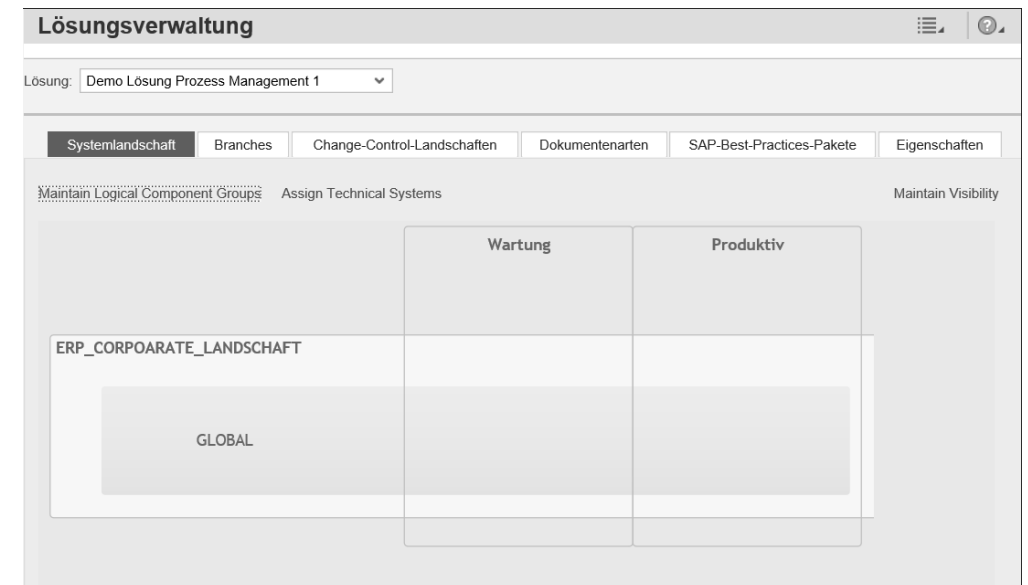 Lösungsverwaltung
Lösung: Demo Lösung Prozess Management 1
Systemlandschaft Branches Change-Control-Landschaften Dokumentenarten SAP-Best-Practices-Pakete Eigenschaften
Maintain Logical Component Groups Assign Technical Systems Maintain Visibility
Wartung Produktiv
ERP_CORPOARATE_LANDSCHAFT
GLOBAL